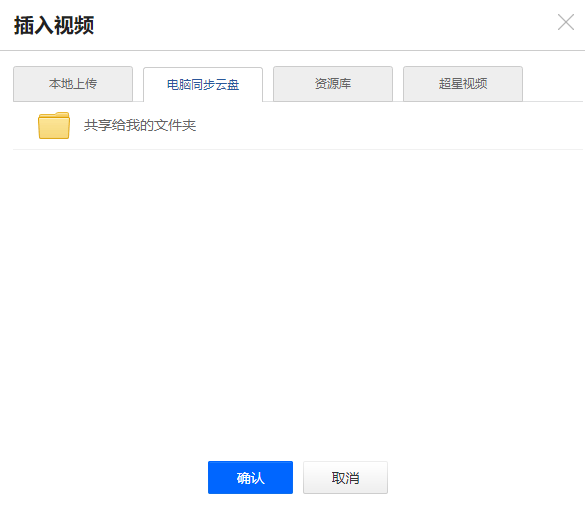 插入视频
本地上传
电脑同步云盘
资源库
超星视频
共享给我的文件夹
确认
取消